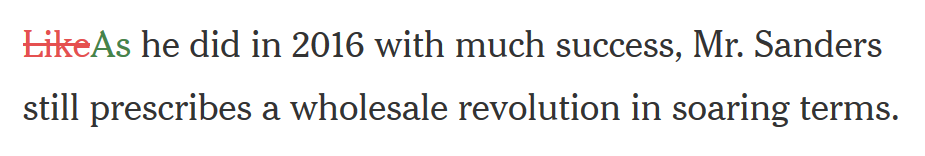 LikeAs he did in 2016 with much success, Mr. Sanders
still prescribes a wholesale revolution in soaring terms.